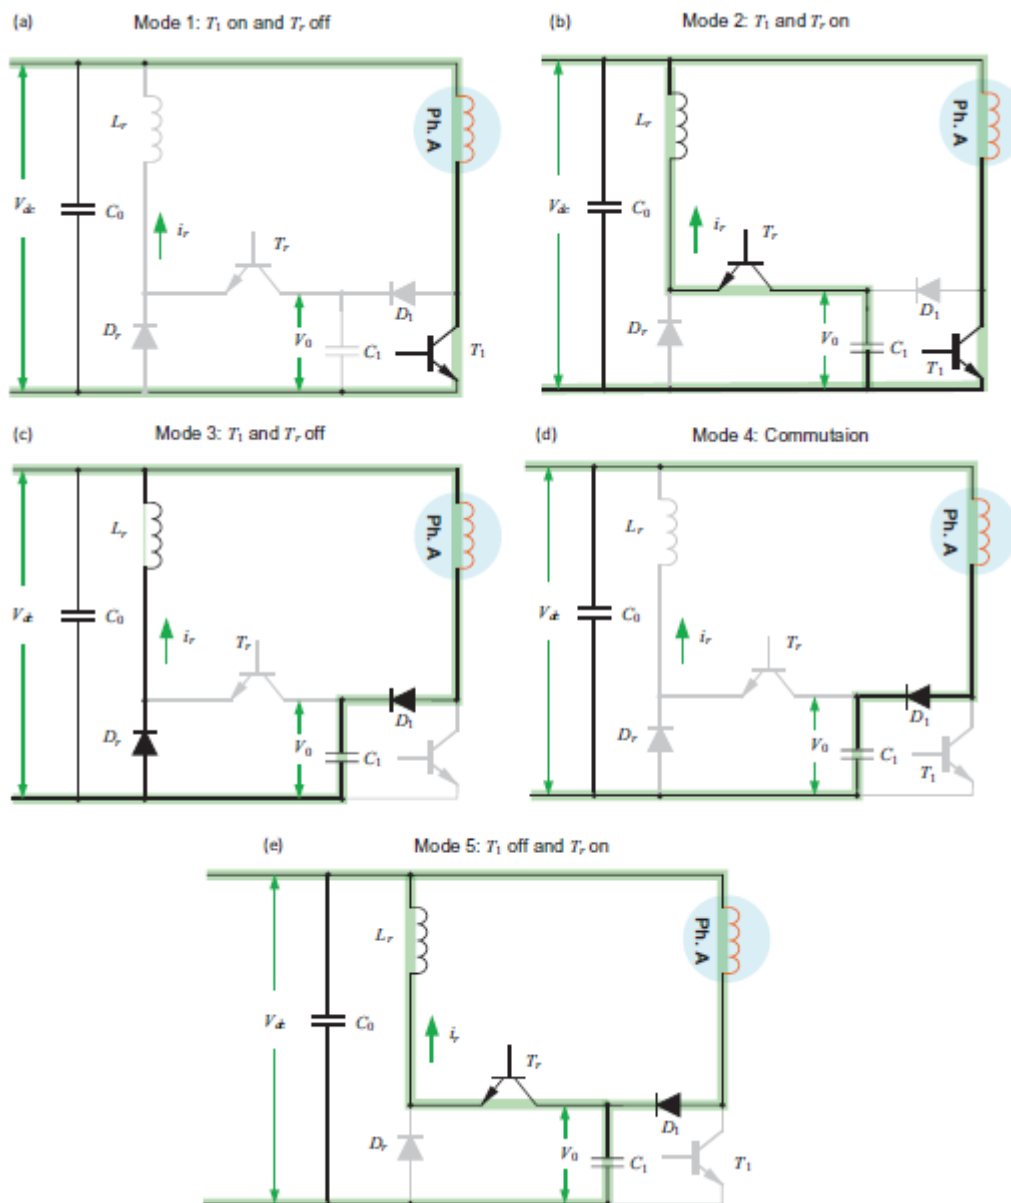 (a) Mode 1: T1 on and Tr off
Lr
Ph. A
Vdc
C0
ir
Tr
Dr
V0
C1
D1
T1
(b) Mode 2: T1 and Tr on
Lr
Ph. A
Vdc
C0
ir
Tr
Dr
V0
C1
D1
T1
(c) Mode 3: T1 and Tr off
Lr
Ph. A
Vdc
C0
ir
Tr
Dr
V0
C1
D1
T1
(d) Mode 4: Commutaion
Lr
Ph. A
Vdc
C0
ir
Tr
Dr
V0
C1
D1
T1
(e) Mode 5: T1 off and Tr on
Lr
Ph. A
Vdc
C0
ir
Tr
Dr
V0
C1
D1
T1